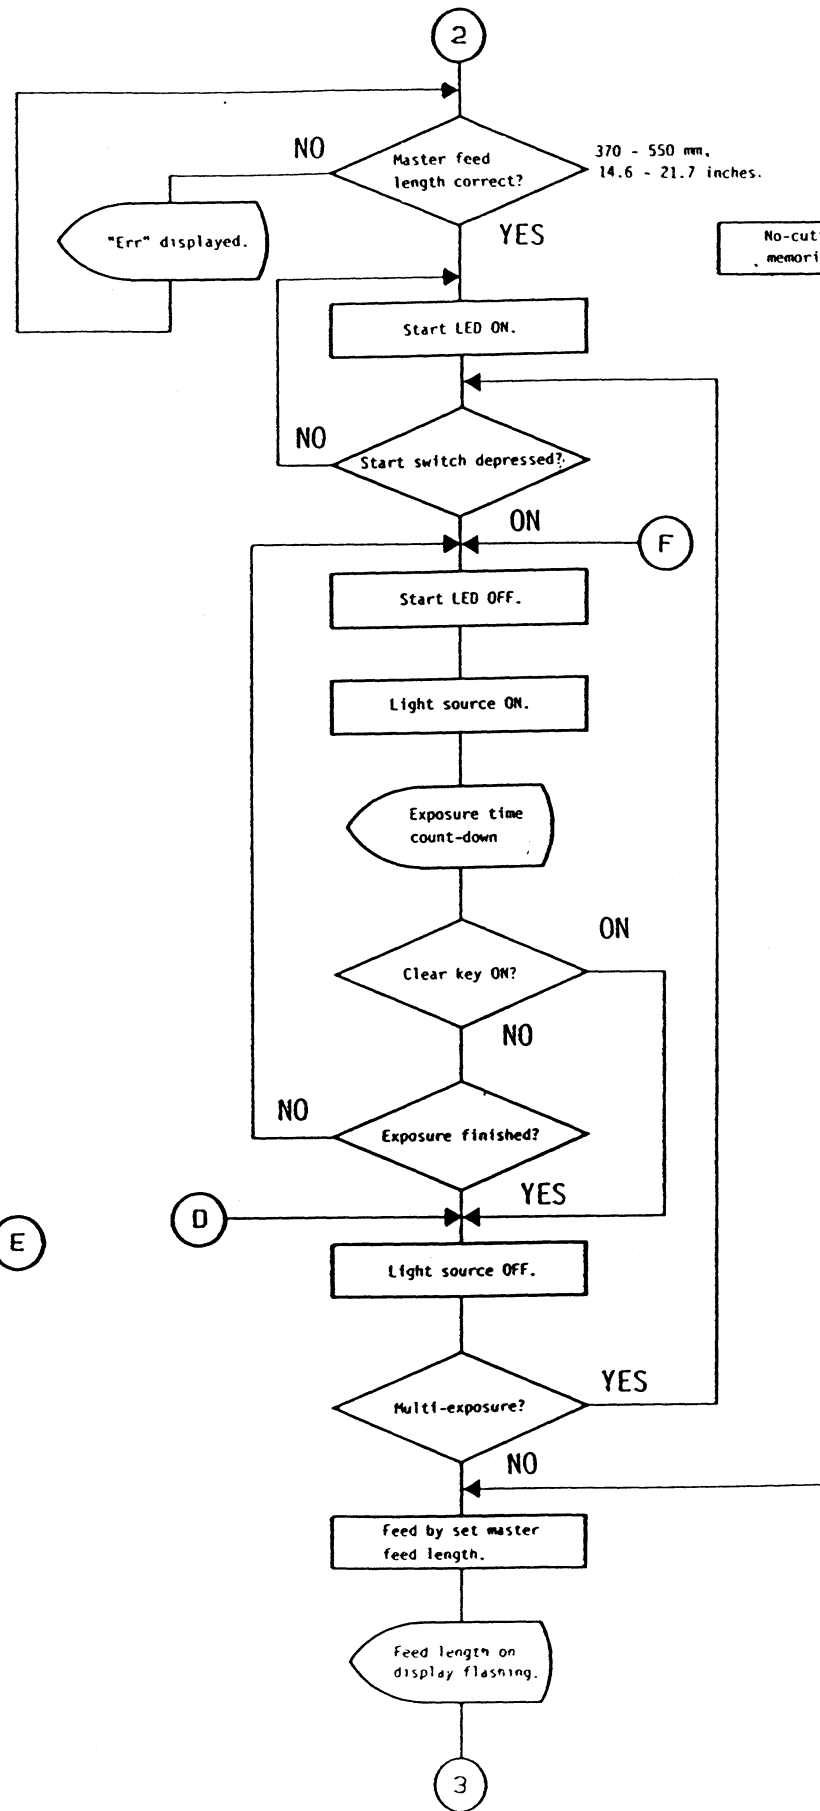 2
NO
Master feed
length correct?
370 - 550 mm,
14.6 - 21.7 inches.
"Err" displayed.
YES
No-cut
memori
Start LED ON.
NO
Start switch depressed?
ON
F
Start LED OFF.
Light source ON.
Exposure time
count-down
ON
Clear key ON?
NO
NO
Exposure finished?
YES
D
E
Light source OFF.
YES
Multi-exposure?
NO
Feed by set master
feed length.
Feed length on
display flashing.
3